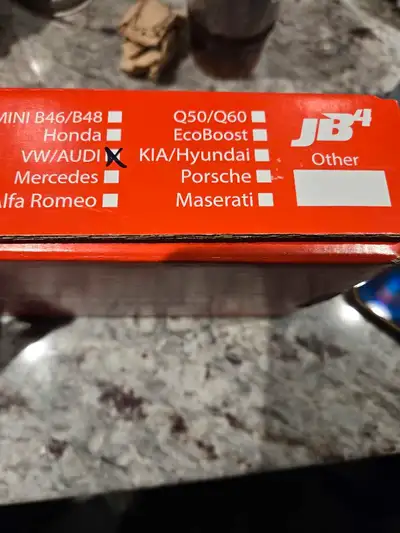 MINI B46/B48
Honda
VW/AUDI X
Mercedes
Alfa Romeo
Q50/Q60
EcoBoost
KIA/Hyundai
Porsche
Maserati
JB4
Other